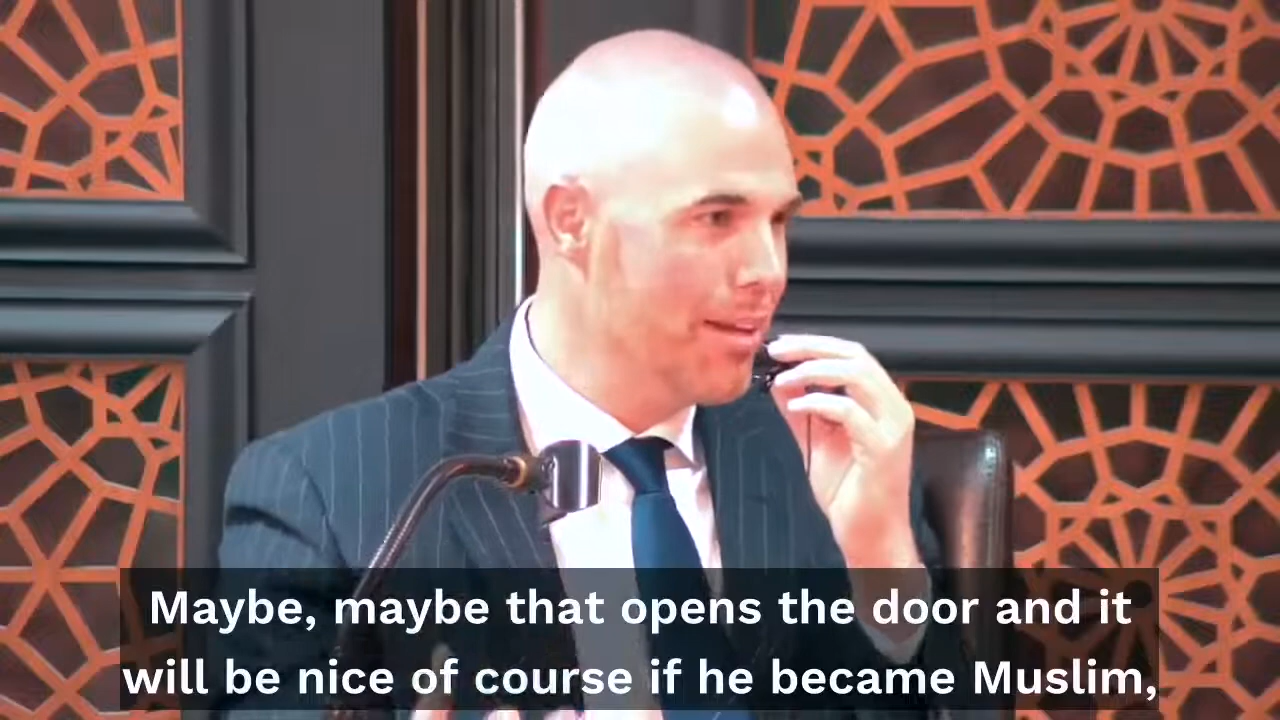 Maybe, maybe that opens the door and it
will be nice of course if he became Muslim,